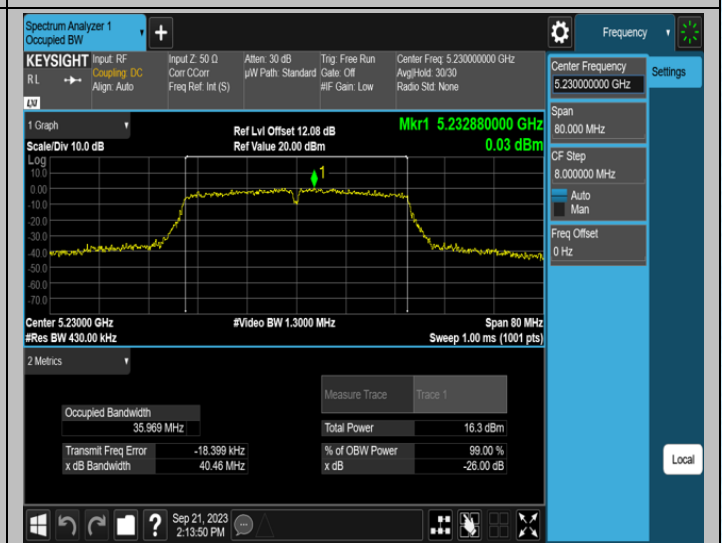 Spectrum Analyzer 1
Occupied BW
+
Frequency
KEYSIGHT
RL
LXI
Input: RF
Coupling: DC
Align: Auto
Input Z: 50 Ω
Corr CCorr
Freq Ref: Int (S)
Atten: 30 dB
µW Path: Standard
Trig: Free Run
Gate: Off
#IF Gain: Low
Center Freq: 5.230000000 GHz
Avg|Hold: 30/30
Radio Std: None
Center Frequency
5.230000000 GHz
Settings
Span
80.000 MHz
CF Step
8.000000 MHz
Auto
Man
Freq Offset
0 Hz
1 Graph
Scale/Div 10.0 dB
Ref Lvl Offset 12.08 dB
Ref Value 20.00 dBm
Mkr1 5.232880000 GHz
0.03 dBm
Log
10.0
0.00
-10.0
-20.0
-30.0
-40.0
-50.0
-60.0
-70.0
1
Center 5.23000 GHz
#Res BW 430.00 kHz
#Video BW 1.3000 MHz
Span 80 MHz
Sweep 1.00 ms (1001 pts)
2 Metrics
Measure Trace
Trace 1
Occupied Bandwidth
35.969 MHz
Total Power
16.3 dBm
Transmit Freq Error
-18.399 kHz
% of OBW Power
99.00 %
x dB Bandwidth
40.46 MHz
x dB
-26.00 dB
Local
?
Sep 21, 2023
2:13:50 PM